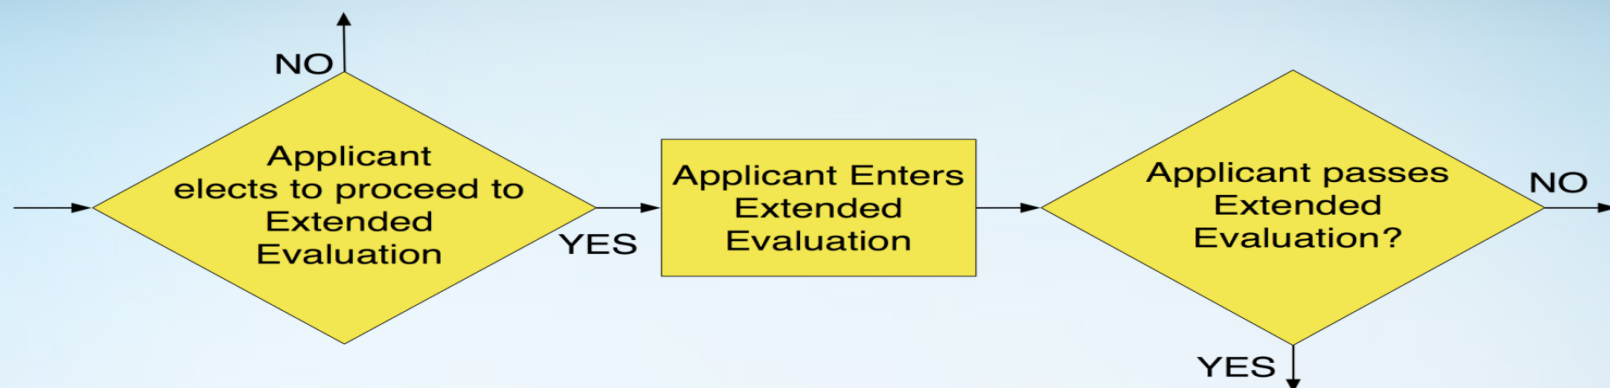 NO
Applicant
elects to proceed to
Extended
Evaluation
YES
Applicant Enters
Extended
Evaluation
Applicant passes
Extended
Evaluation?
NO
YES